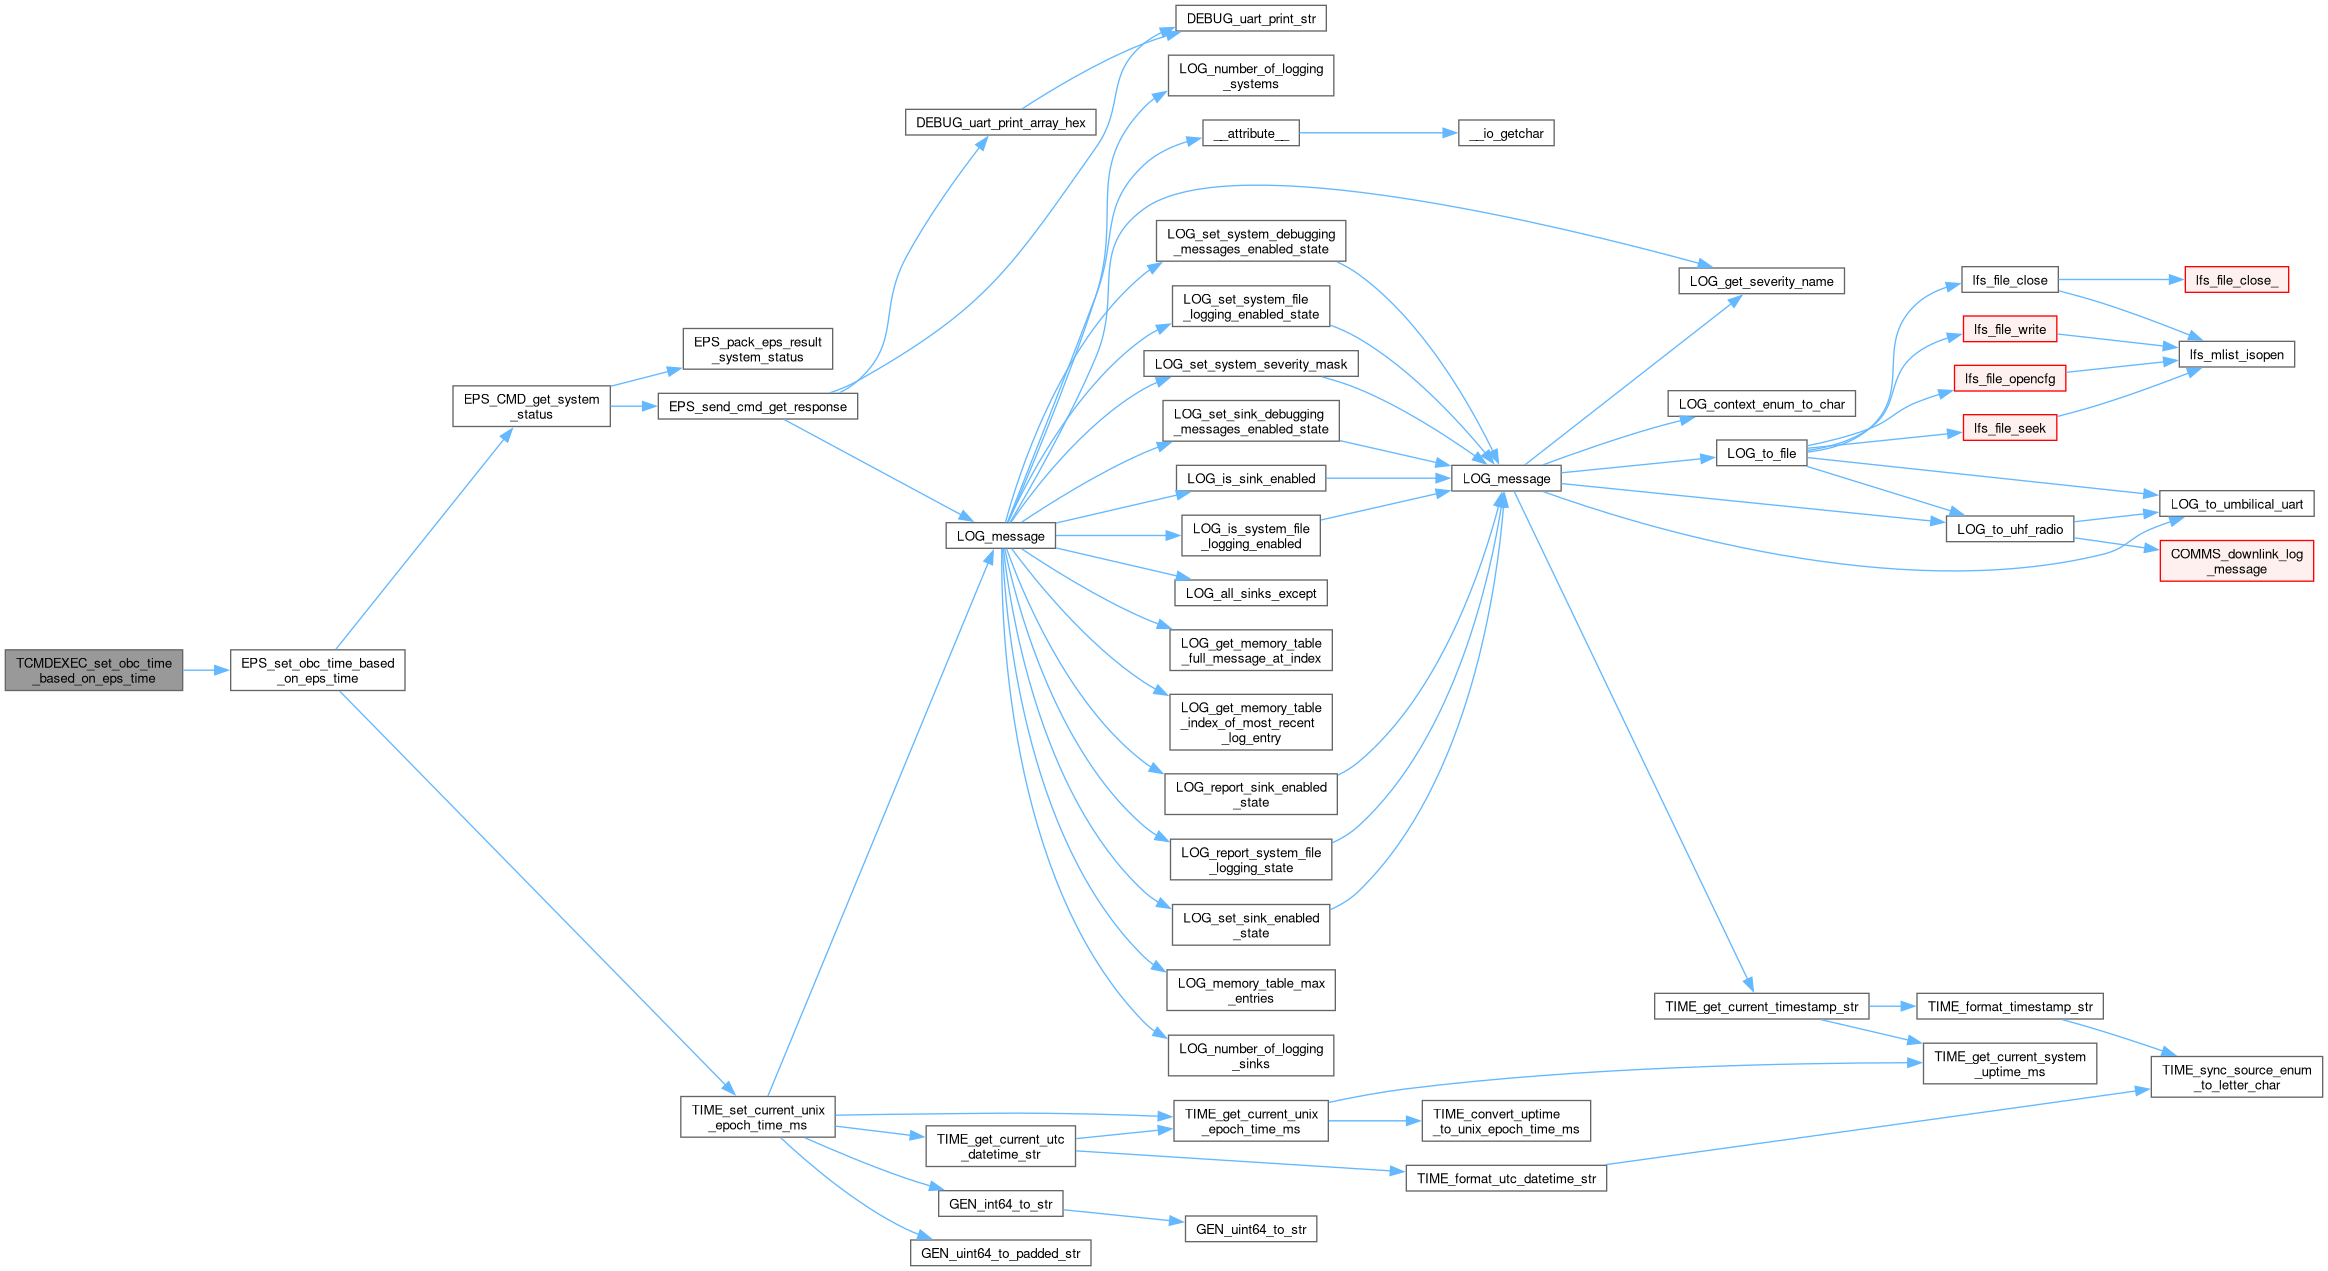 TCMDEXEC_set_obc_time
_based_on_eps_time
EPS_set_obc_time_based
_on_eps_time
EPS_CMD_get_system
_status
EPS_pack_eps_result
_system_status
EPS_send_cmd_get_response
DEBUG_uart_print_array_hex
DEBUG_uart_print_str
LOG_message
LOG_number_of_logging
_systems
__attribute__
__io_getchar
LOG_set_system_debugging
_messages_enabled_state
LOG_set_system_file
_logging_enabled_state
LOG_set_system_severity_mask
LOG_set_sink_debugging
_messages_enabled_state
LOG_is_sink_enabled
LOG_is_system_file
_logging_enabled
LOG_all_sinks_except
LOG_get_memory_table
_full_message_at_index
LOG_get_memory_table
_index_of_most_recent
_log_entry
LOG_report_sink_enabled
_state
LOG_report_system_file
_logging_state
LOG_set_sink_enabled
_state
LOG_memory_table_max
_entries
LOG_number_of_logging
_sinks
LOG_message
LOG_get_severity_name
LOG_context_enum_to_char
LOG_to_file
lfs_file_close
lfs_file_close_
lfs_file_write
lfs_file_opencfg
lfs_file_seek
lfs_mlist_isopen
LOG_to_umbilical_uart
LOG_to_uhf_radio
COMMS_downlink_log
_message
TIME_get_current_timestamp_str
TIME_format_timestamp_str
TIME_get_current_system
_uptime_ms
TIME_sync_source_enum
_to_letter_char
TIME_set_current_unix
_epoch_time_ms
TIME_get_current_utc
_datetime_str
TIME_get_current_unix
_epoch_time_ms
TIME_convert_uptime
_to_unix_epoch_time_ms
TIME_format_utc_datetime_str
GEN_int64_to_str
GEN_uint64_to_str
GEN_uint64_to_padded_str